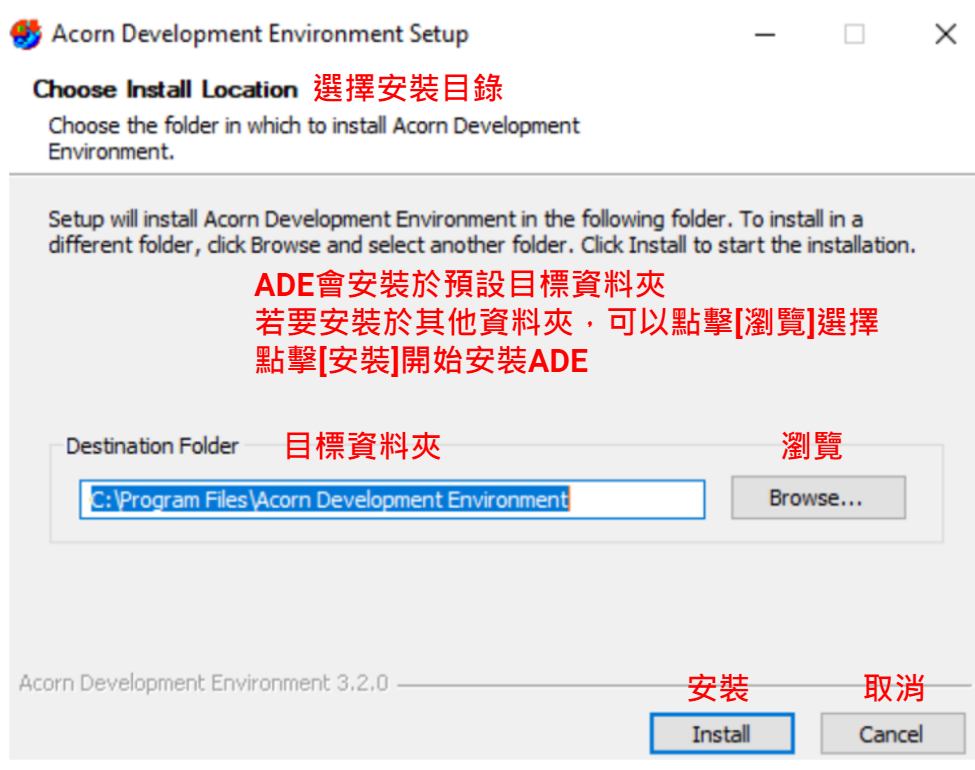 Acorn Development Environment Setup
Choose Install Location 選擇安裝目錄
Choose the folder in which to install Acorn Development
Environment.
Setup will install Acorn Development Environment in the following folder. To install in a
different folder, click Browse and select another folder. Click Install to start the installation.
ADE會安裝於預設目標資料夾
若要安裝於其他資料夾，可以點擊[瀏覽]選擇
點擊[安裝]開始安裝ADE
Destination Folder 目標資料夾 瀏覽
C:\Program Files\Acorn Development Environment Browse...
Acorn Development Environment 3.2.0 安裝 取消
Install Cancel